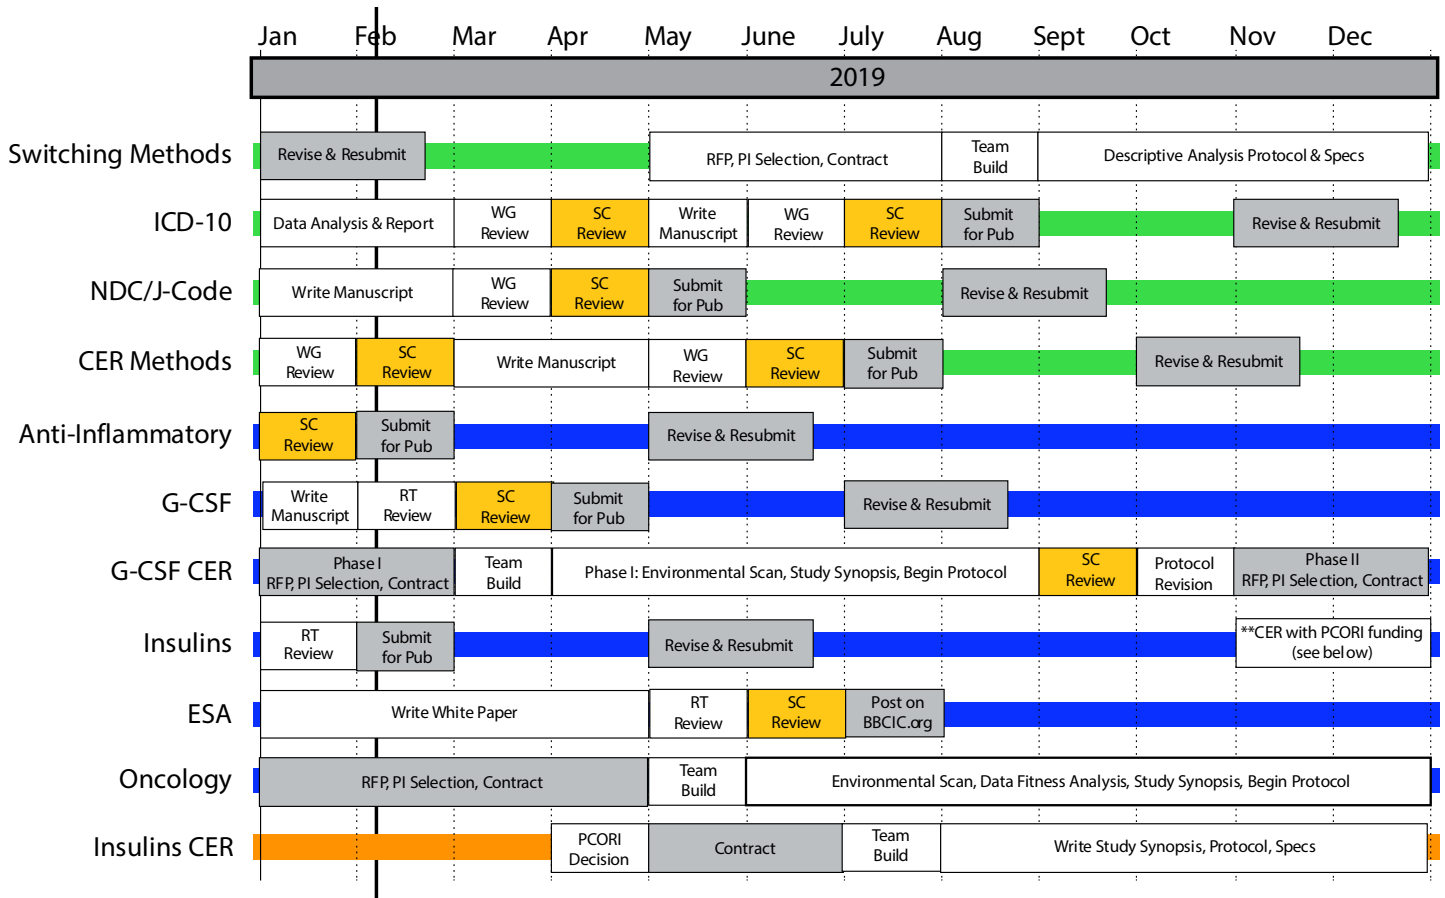 Jan Feb Mar Apr May June July Aug Sept Oct Nov Dec
2019
Switching Methods
Revise & Resubmit
RFP, PI Selection, Contract
Team
Build
Descriptive Analysis Protocol & Specs
ICD-10
Data Analysis & Report
WG
Review
SC
Review
Write
Manuscript
WG
Review
SC
Review
Submit
for Pub
Revise & Resubmit
NDC/J-Code
Write Manuscript
WG
Review
SC
Review
Submit
for Pub
Revise & Resubmit
CER Methods
WG
Review
SC
Review
Write Manuscript
WG
Review
SC
Review
Submit
for Pub
Revise & Resubmit
Anti-Inflammatory
SC
Review
Submit
for Pub
Revise & Resubmit
G-CSF
Write
Manuscript
RT
Review
SC
Review
Submit
for Pub
Revise & Resubmit
G-CSF CER
Phase I
RFP, PI Selection, Contract
Team
Build
Phase I: Environmental Scan, Study Synopsis, Begin Protocol
SC
Review
Protocol
Revision
Phase II
RFP, PI Selection, Contract
Insulins
RT
Review
Submit
for Pub
Revise & Resubmit
**CER with PCORI funding
(see below)
ESA
Write White Paper
RT
Review
SC
Review
Post on
BBCIC.org
Oncology
RFP, PI Selection, Contract
Team
Build
Environmental Scan, Data Fitness Analysis, Study Synopsis, Begin Protocol
Insulins CER
PCORI
Decision
Contract
Team
Build
Write Study Synopsis, Protocol, Specs